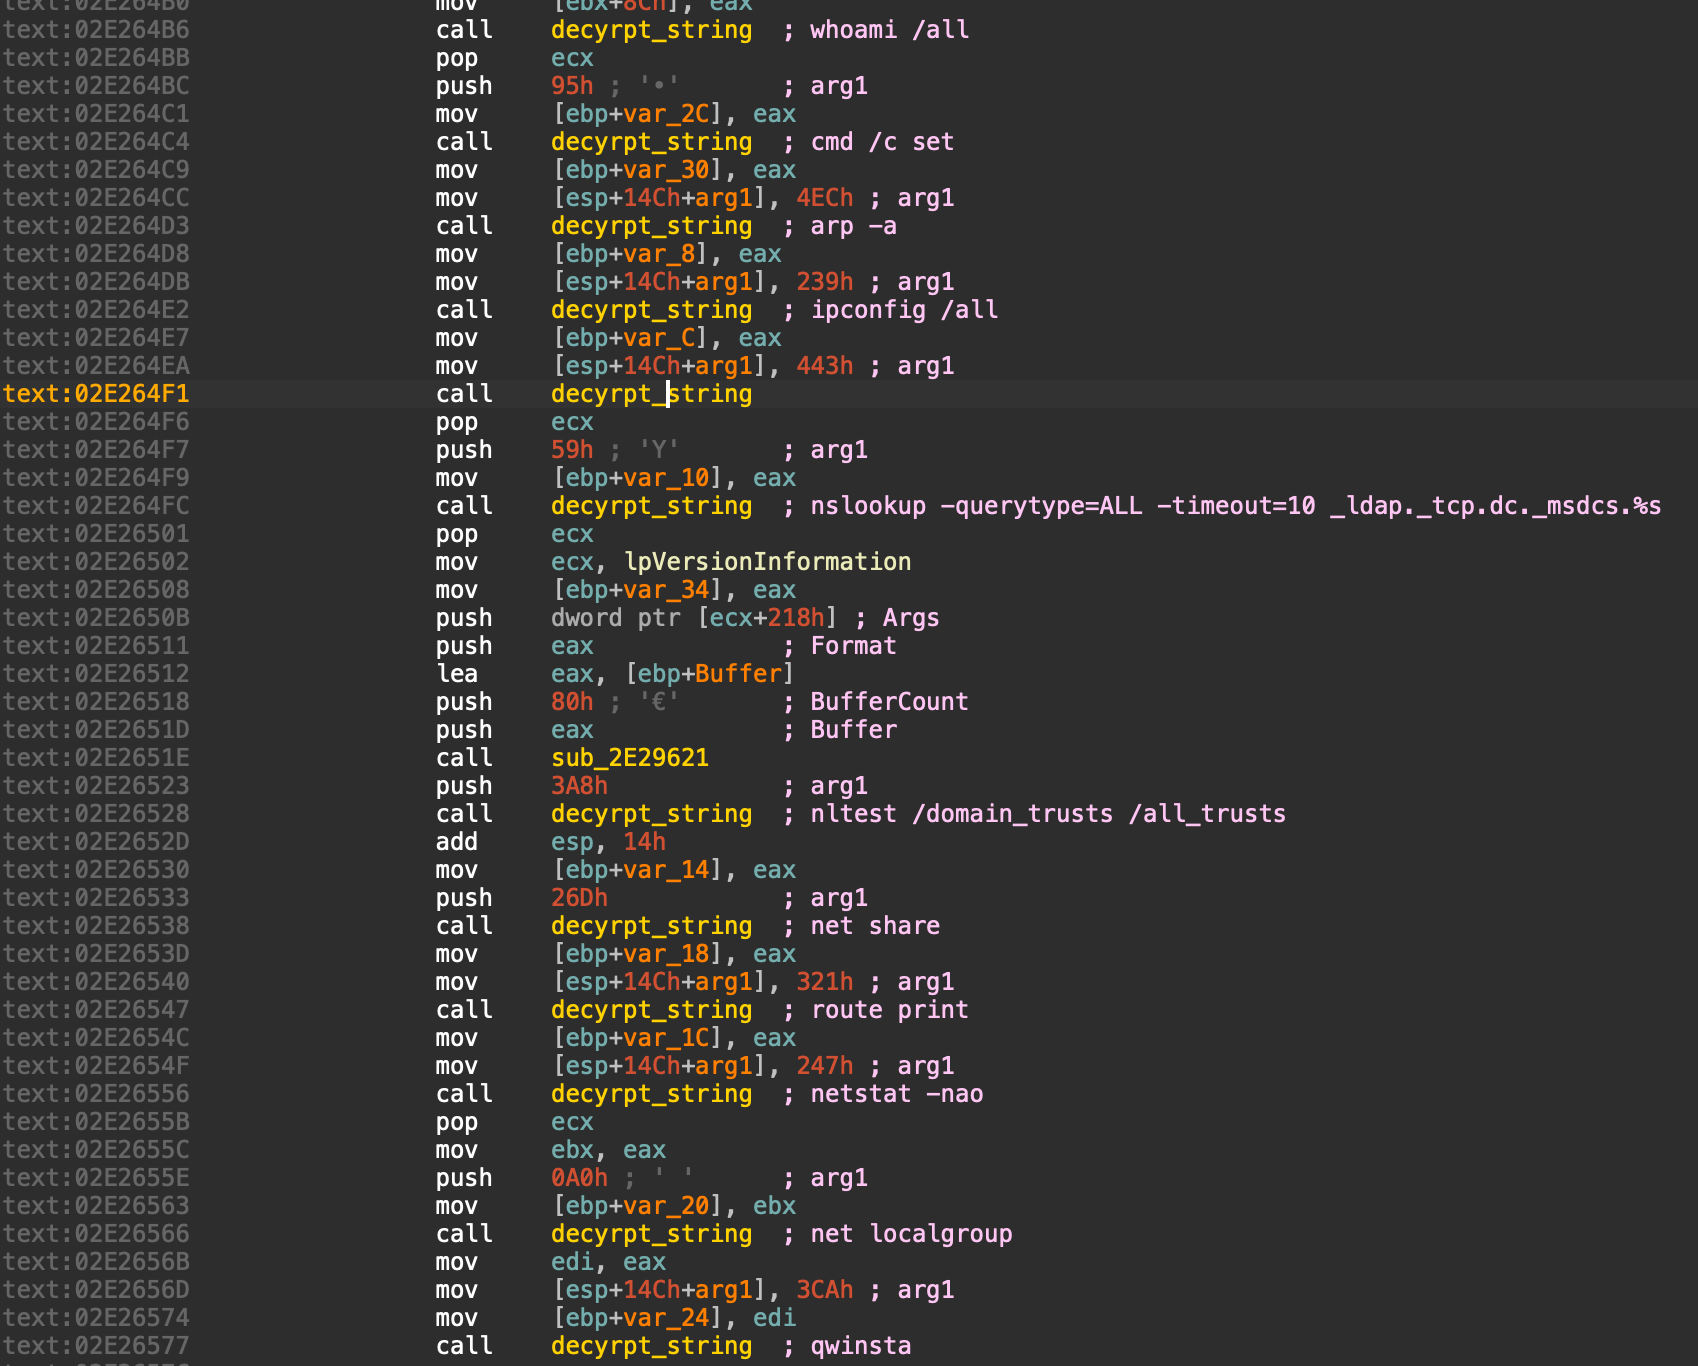 text:02E264B0 mov [ebx+8Ch], eax
text:02E264B6 call decyrpt_string ; whoami /all
text:02E264BB pop ecx
text:02E264BC push 95h ; '•' ; arg1
text:02E264C1 mov [ebp+var_2C], eax
text:02E264C4 call decyrpt_string ; cmd /c set
text:02E264C9 mov [ebp+var_30], eax
text:02E264CC mov [esp+14Ch+arg1], 4ECh ; arg1
text:02E264D3 call decyrpt_string ; arp -a
text:02E264D8 mov [ebp+var_8], eax
text:02E264DB mov [esp+14Ch+arg1], 239h ; arg1
text:02E264E2 call decyrpt_string ; ipconfig /all
text:02E264E7 mov [ebp+var_C], eax
text:02E264EA mov [esp+14Ch+arg1], 443h ; arg1
text:02E264F1 call decyrpt_string
text:02E264F6 pop ecx
text:02E264F7 push 59h ; 'Y' ; arg1
text:02E264F9 mov [ebp+var_10], eax
text:02E264FC call decyrpt_string ; nslookup -querytype=ALL -timeout=10 _ldap._tcp.dc._msdcs.%s
text:02E26501 pop ecx
text:02E26502 mov ecx, lpVersionInformation
text:02E26508 mov [ebp+var_34], eax
text:02E2650B push dword ptr [ecx+218h] ; Args
text:02E26511 push eax ; Format
text:02E26512 lea eax, [ebp+Buffer]
text:02E26518 push 80h ; '€' ; BufferCount
text:02E2651D push eax ; Buffer
text:02E2651E call sub_2E29621
text:02E26523 push 3A8h ; arg1
text:02E26528 call decyrpt_string ; nltest /domain_trusts /all_trusts
text:02E2652D add esp, 14h
text:02E26530 mov [ebp+var_14], eax
text:02E26533 push 26Dh ; arg1
text:02E26538 call decyrpt_string ; net share
text:02E2653D mov [ebp+var_18], eax
text:02E26540 mov [esp+14Ch+arg1], 321h ; arg1
text:02E26547 call decyrpt_string ; route print
text:02E2654C mov [ebp+var_1C], eax
text:02E2654F mov [esp+14Ch+arg1], 247h ; arg1
text:02E26556 call decyrpt_string ; netstat -nao
text:02E2655B pop ecx
text:02E2655C mov ebx, eax
text:02E2655E push 0A0h ; ' ' ; arg1
text:02E26563 mov [ebp+var_20], ebx
text:02E26566 call decyrpt_string ; net localgroup
text:02E2656B mov edi, eax
text:02E2656D mov [esp+14Ch+arg1], 3CAh ; arg1
text:02E26574 mov [ebp+var_24], edi
text:02E26577 call decyrpt_string ; qwinsta